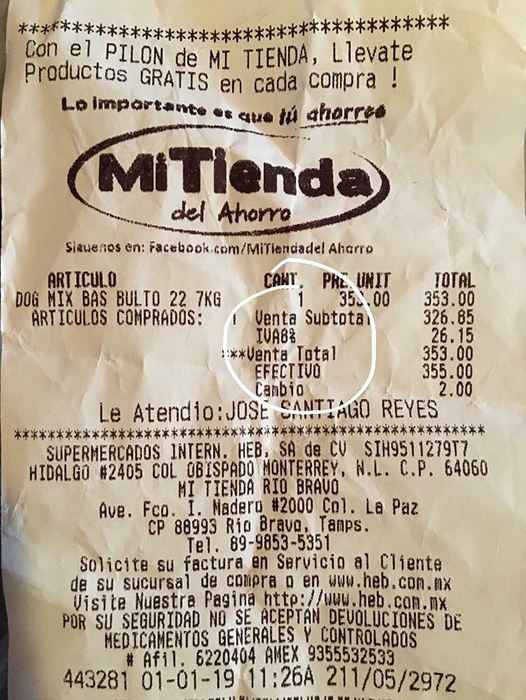 ****************************************
Con el PILON de MI TIENDA, Llevate
Productos GRATIS en cada compra !
Lo importante es que tú ahorres
MiTienda
del Ahorro
Siguenos en: Facebook.com/MiTiendadel Ahorro
ARTICULO CANT. PRE.UNIT TOTAL
DOG MIX BAS BULTO 22 7KG 1 353.00 353.00
ARTICULOS COMPRADOS: 1 Venta Subtotal 326.85
IVA8% 26.15
***Venta Total 353.00
EFECTIVO 355.00
Cambio 2.00
Le Atendio:JOSE SANTIAGO REYES
****************************************
SUPERMERCADOS INTERN. HEB, SA de CV SIH9511279T7
HIDALGO #2405 COL OBISPADO MONTERREY, N.L. C.P. 64060
MI TIENDA RIO BRAVO
Ave. Fco. I. Madero #2000 Col. La Paz
CP 88993 Rio Bravo, Tamps.
Tel. 89-9853-5351
Solicite su factura en Servicio al Cliente
de su sucursal de compra o en www.heb.com.mx
Visite Nuestra Pagina http://www.heb.com.mx
POR SU SEGURIDAD NO SE ACEPTAN DEVOLUCIONES DE
MEDICAMENTOS GENERALES Y CONTROLADOS
# Afil. 6220404 AMEX 9355532533
443281 01-01-19 11:26A 211/05/2972